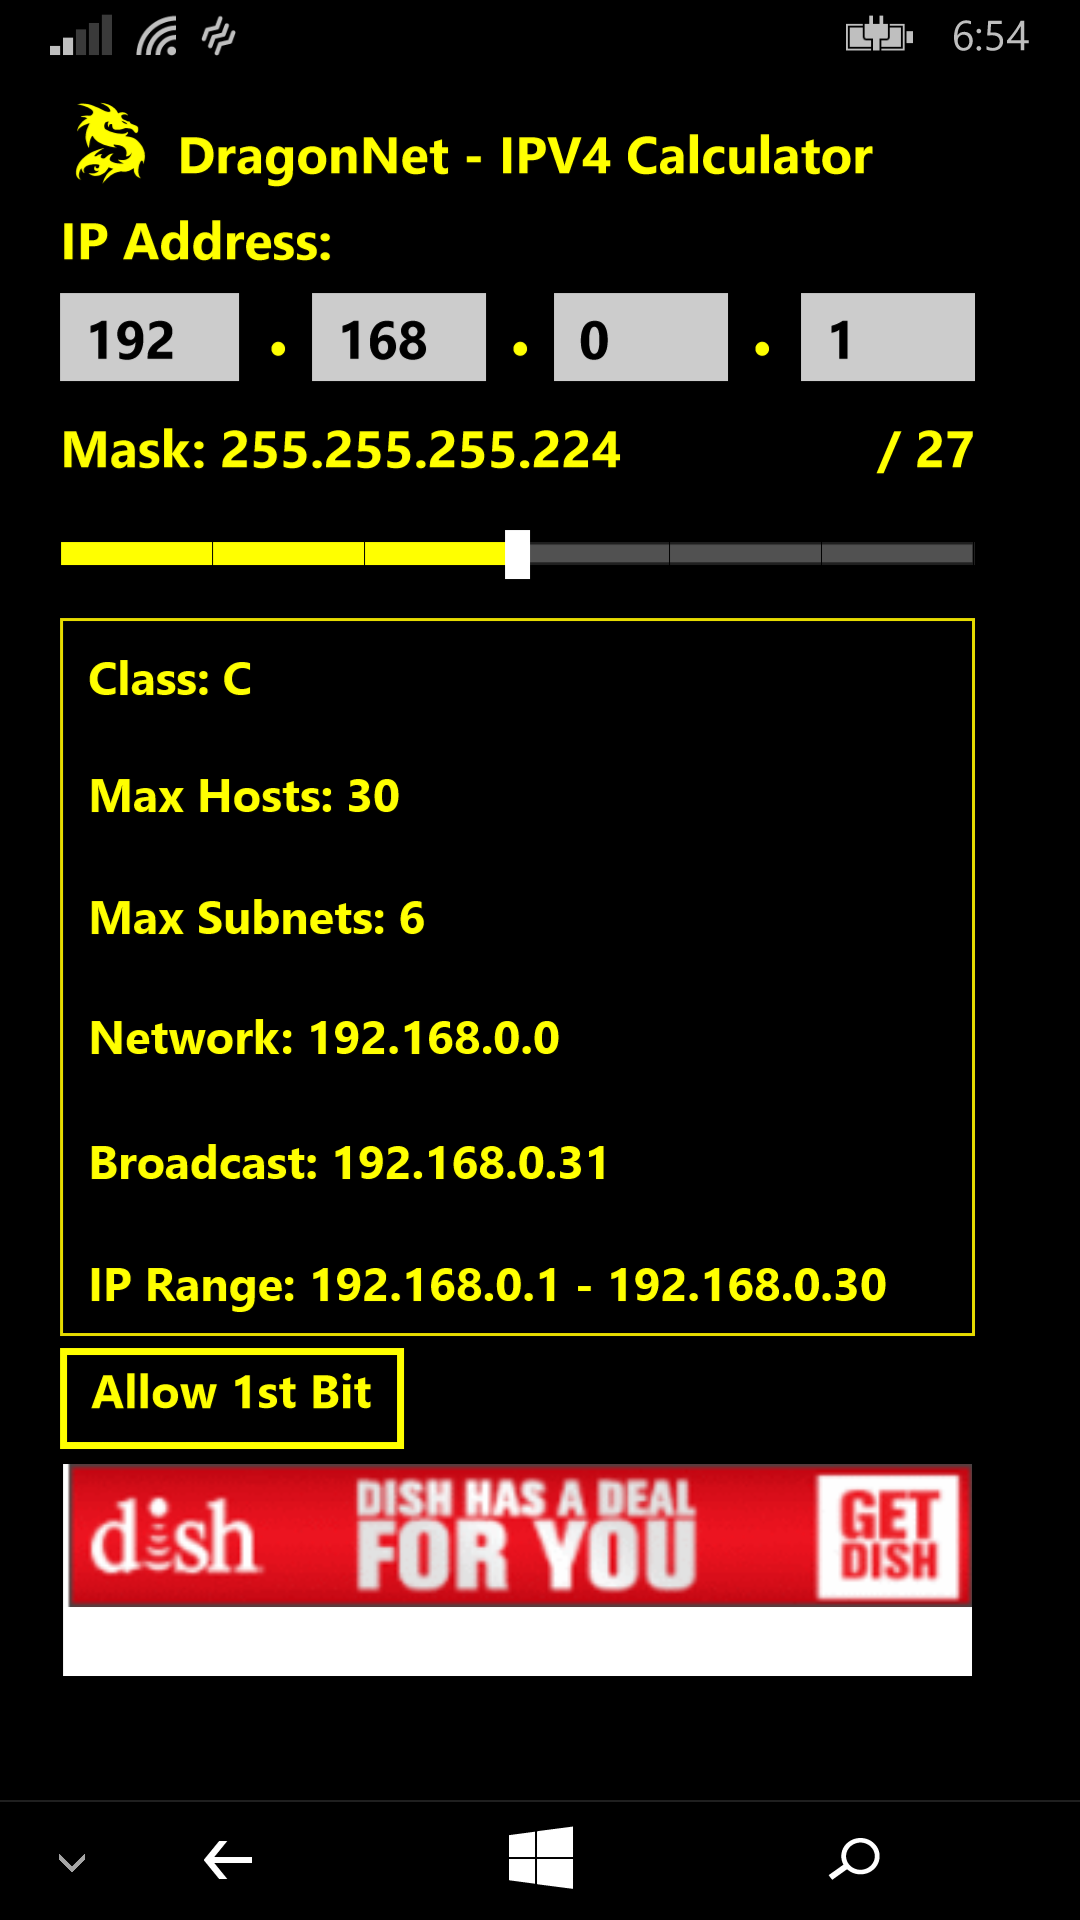 6:54
DragonNet - IPV4 Calculator
IP Address:
192 . 168 . 0 . 1
Mask: 255.255.255.224 / 27
Class: C
Max Hosts: 30
Max Subnets: 6
Network: 192.168.0.0
Broadcast: 192.168.0.31
IP Range: 192.168.0.1 - 192.168.0.30
Allow 1st Bit
dish
DISH HAS A DEAL
FOR YOU
GET
DISH